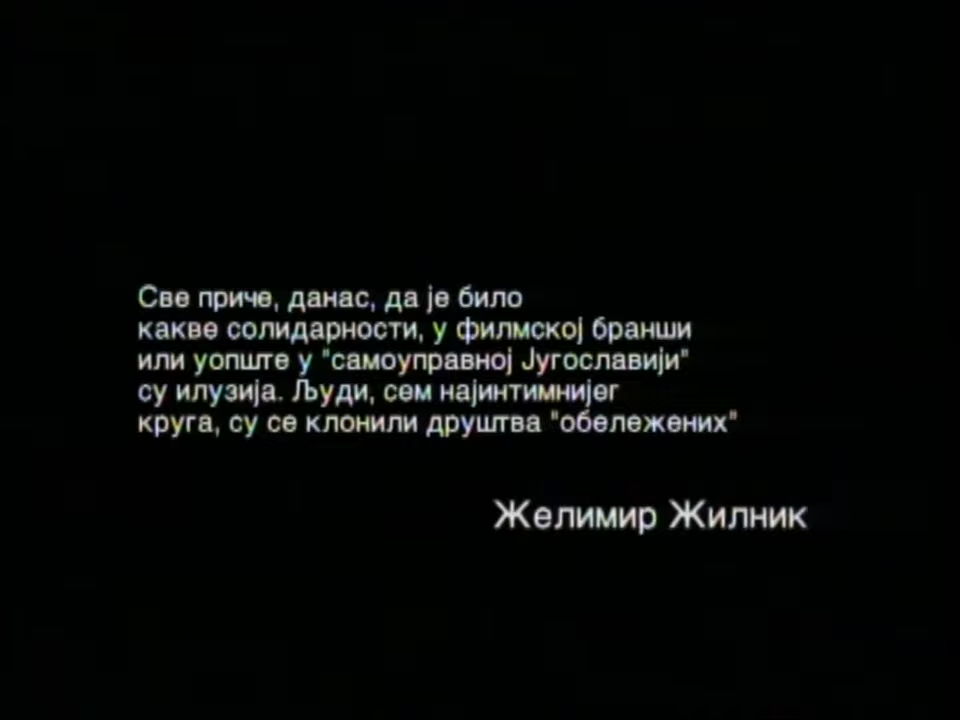 Све приче, данас, да је било
какве солидарности, у филмској бранши
или уопште у "самоуправној Југославији"
су илузија. Људи, сем најинтимнијег
круга, су се клонили друштва "обележених"
Желимир Жилник